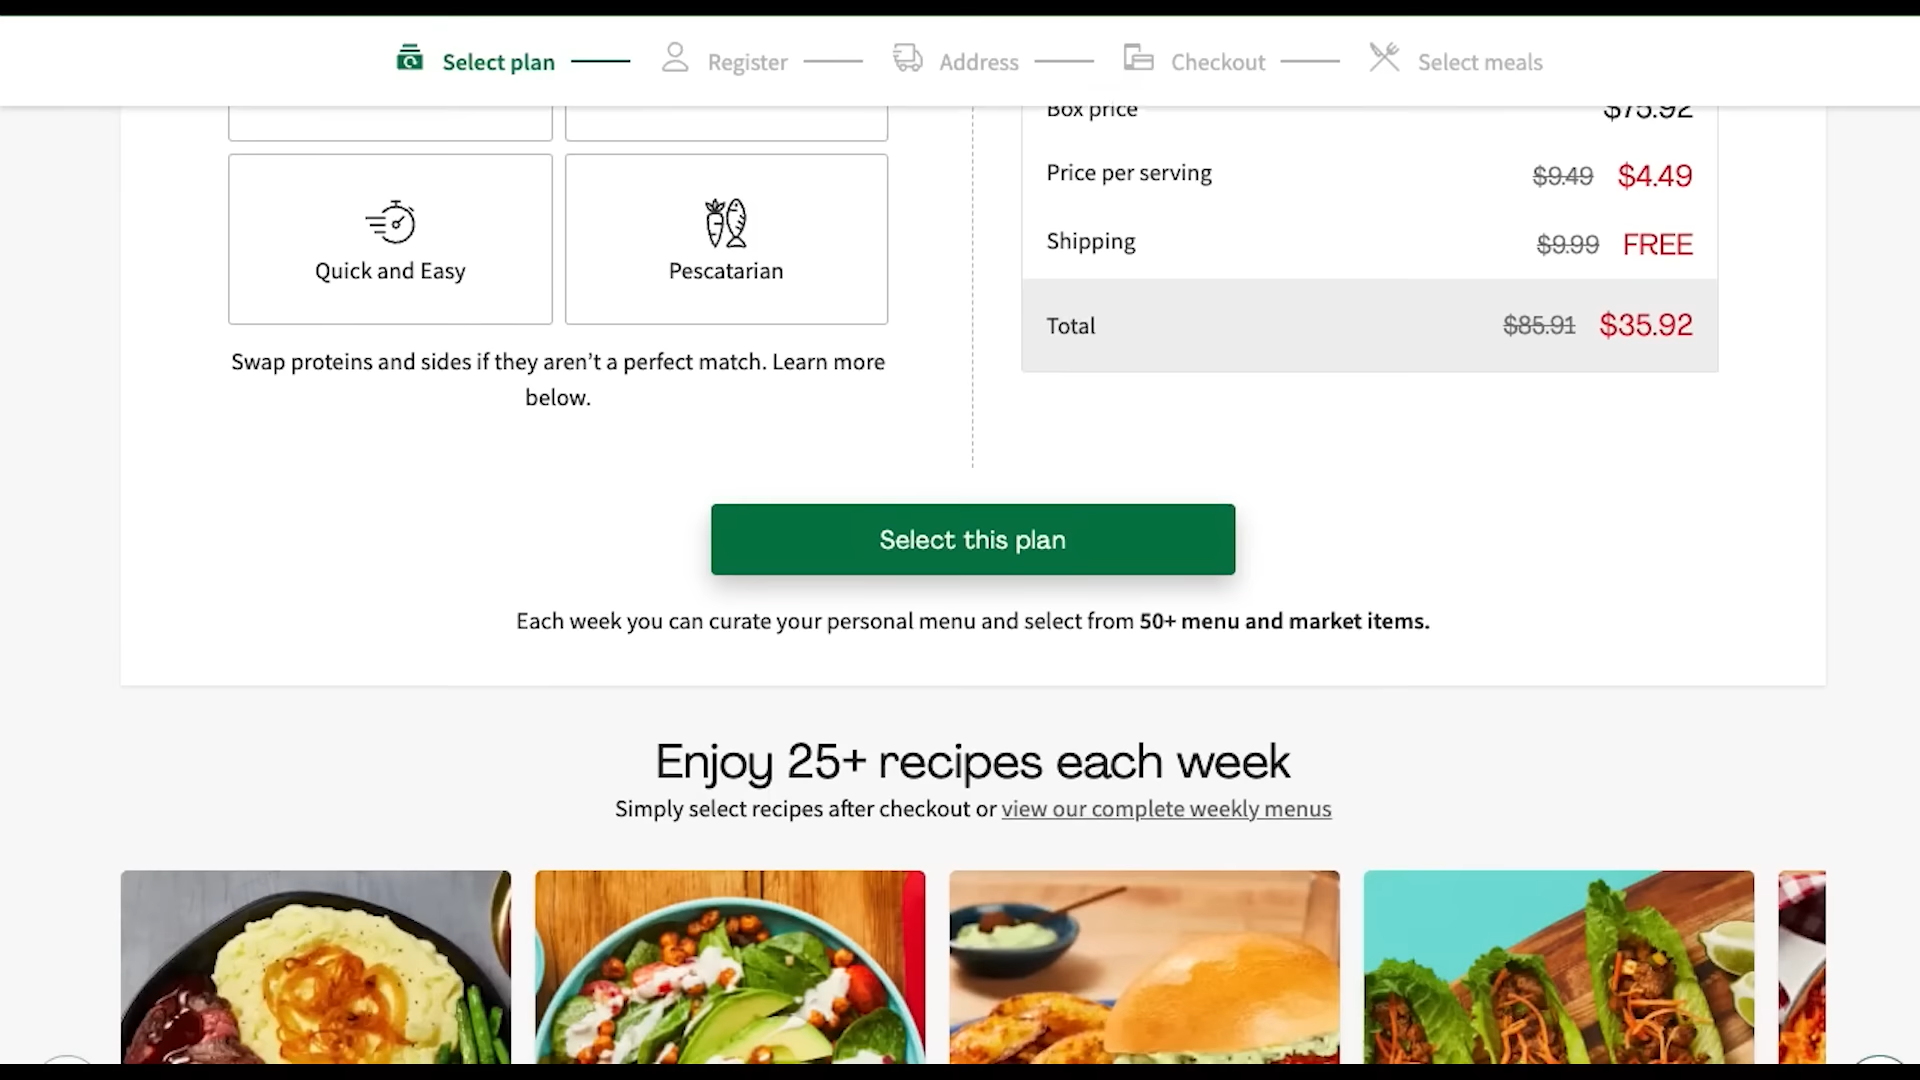 Select plan
Register
Address
Checkout
Select meals
Box price
$75.92
Price per serving
$9.49 $4.49
Shipping
$9.99 FREE
Total
$85.91 $35.92
Quick and Easy
Pescatarian
Swap proteins and sides if they aren’t a perfect match. Learn more
below.
Select this plan
Each week you can curate your personal menu and select from 50+ menu and market items.
Enjoy 25+ recipes each week
Simply select recipes after checkout or view our complete weekly menus